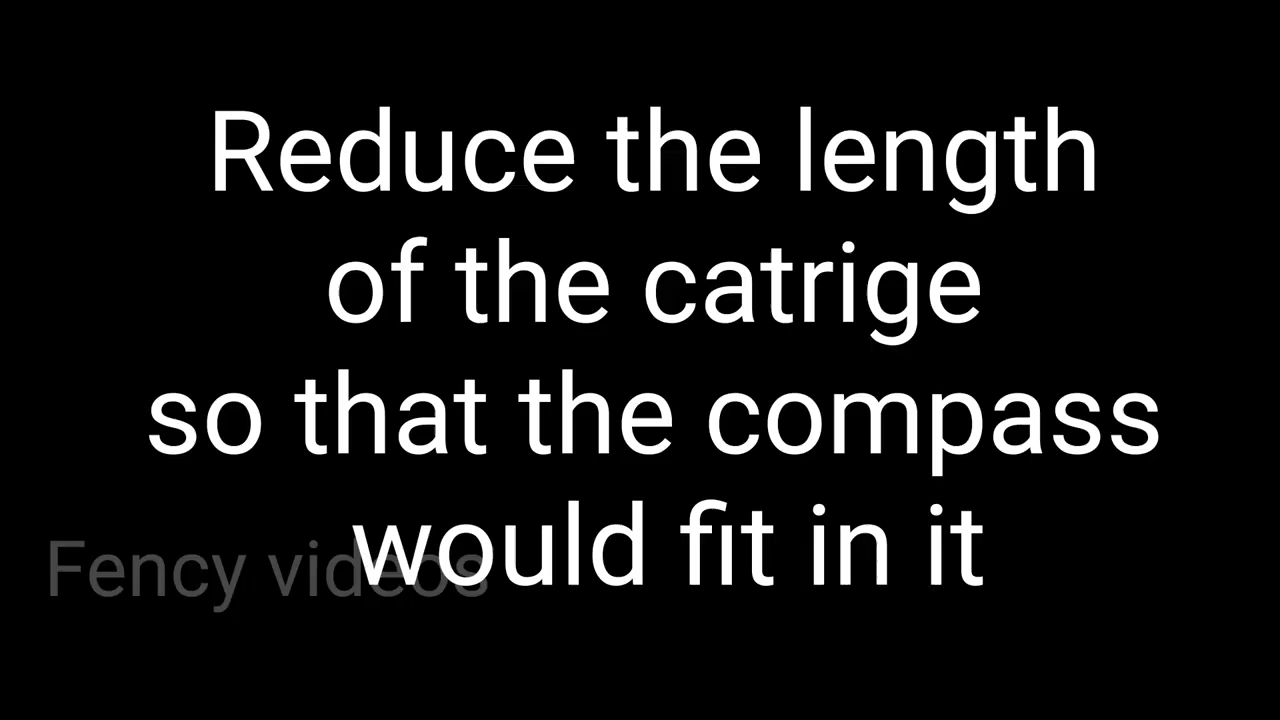 Reduce the length
of the catrige
so that the compass
would fit in it
Fency videos